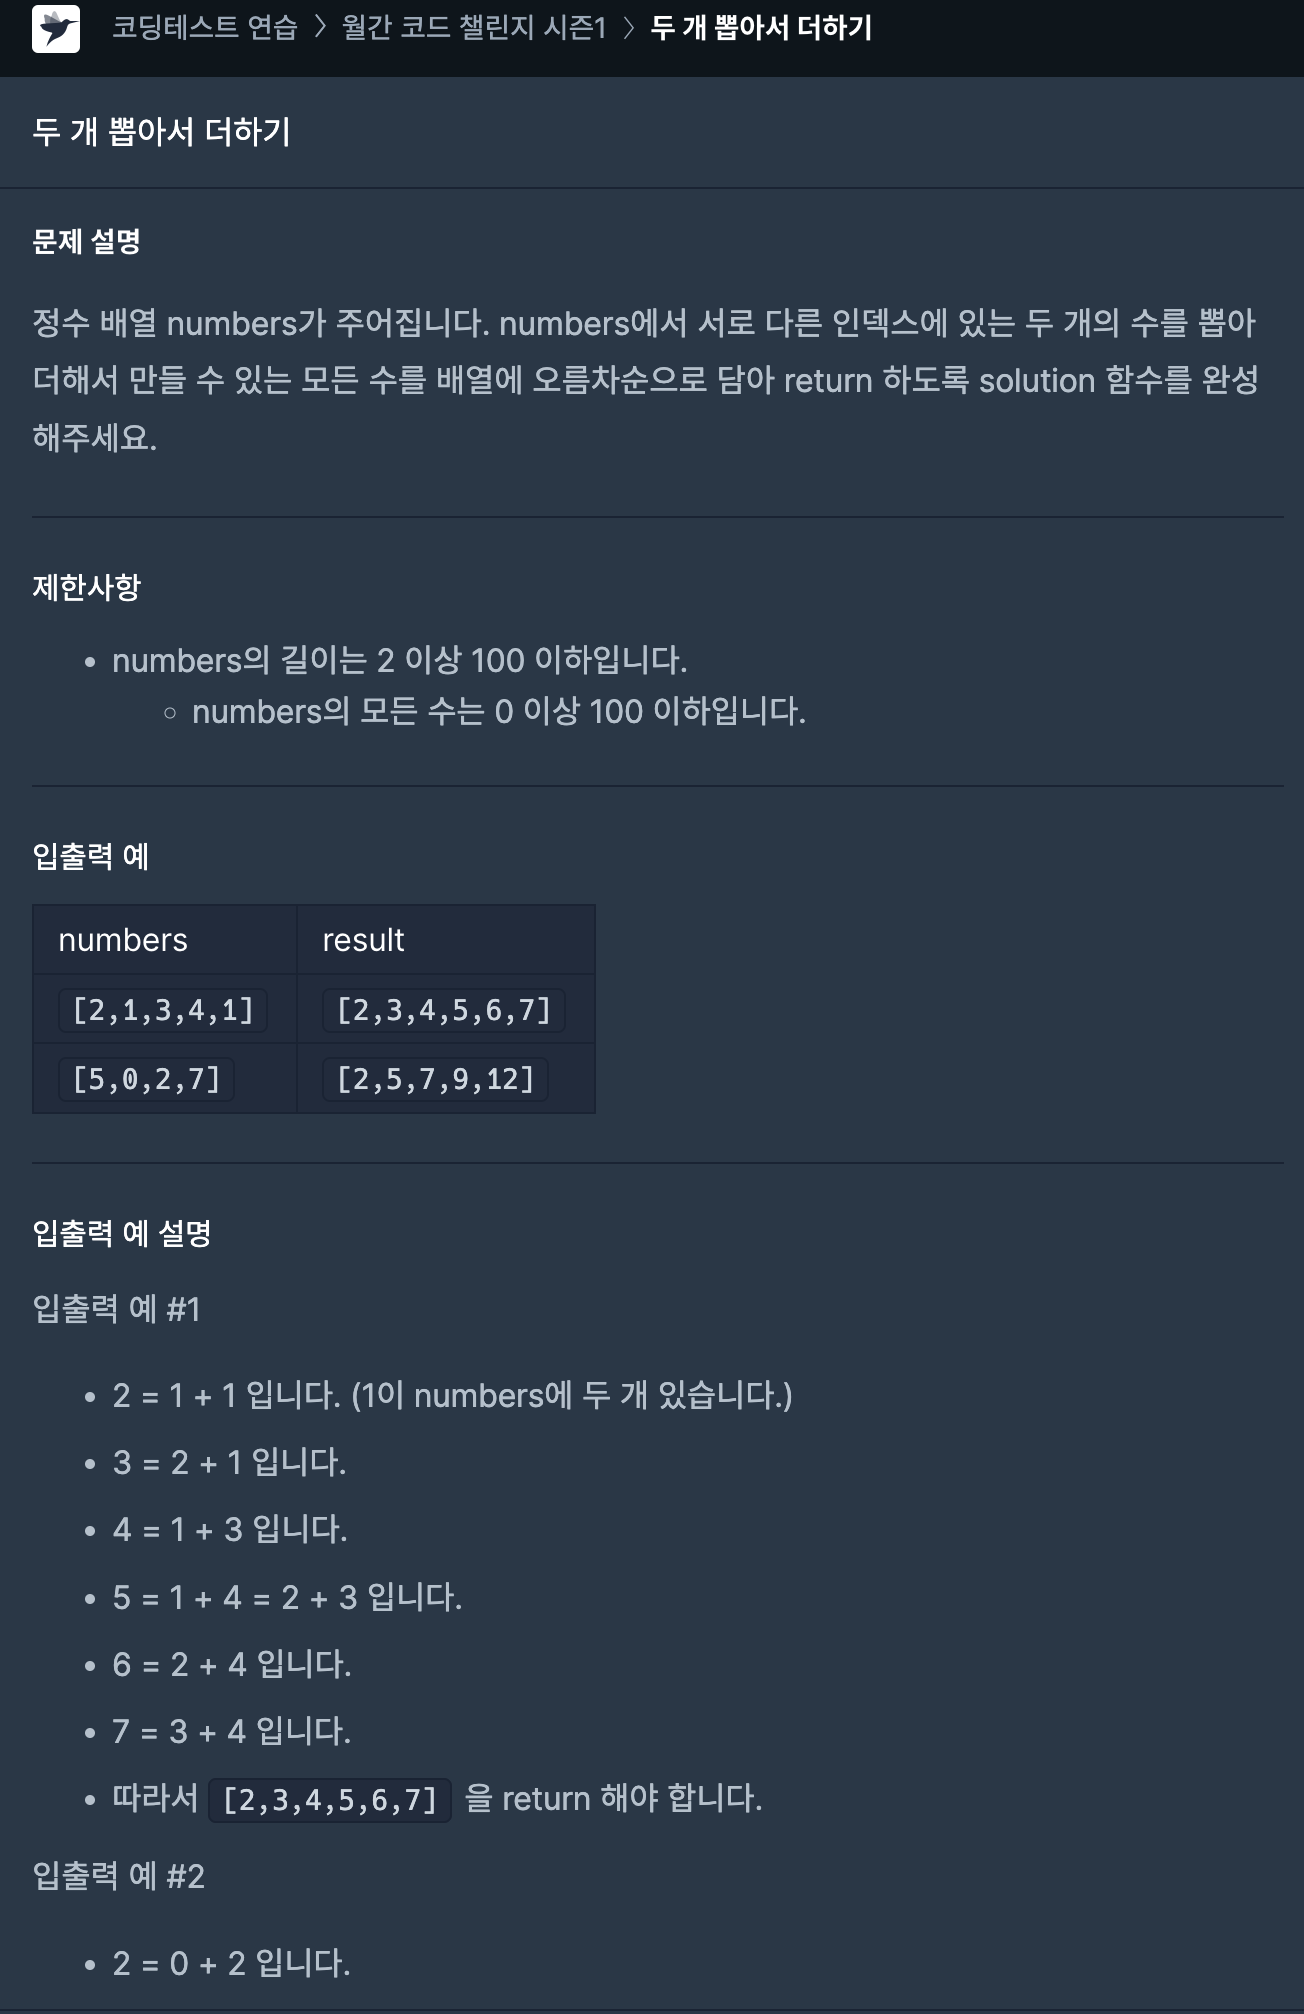 코딩테스트 연습 > 월간 코드 챌린지 시즌1 > 두 개 뽑아서 더하기
두 개 뽑아서 더하기
문제 설명
정수 배열 numbers가 주어집니다. numbers에서 서로 다른 인덱스에 있는 두 개의 수를 뽑아
더해서 만들 수 있는 모든 수를 배열에 오름차순으로 담아 return 하도록 solution 함수를 완성
해주세요.
제한사항
• numbers의 길이는 2 이상 100 이하입니다.
◦ numbers의 모든 수는 0 이상 100 이하입니다.
입출력 예
numbers result
[2,1,3,4,1] [2,3,4,5,6,7]
[5,0,2,7] [2,5,7,9,12]
입출력 예 설명
입출력 예 #1
• 2 = 1 + 1 입니다. (1이 numbers에 두 개 있습니다.)
• 3 = 2 + 1 입니다.
• 4 = 1 + 3 입니다.
• 5 = 1 + 4 = 2 + 3 입니다.
• 6 = 2 + 4 입니다.
• 7 = 3 + 4 입니다.
• 따라서 [2,3,4,5,6,7] 을 return 해야 합니다.
입출력 예 #2
• 2 = 0 + 2 입니다.